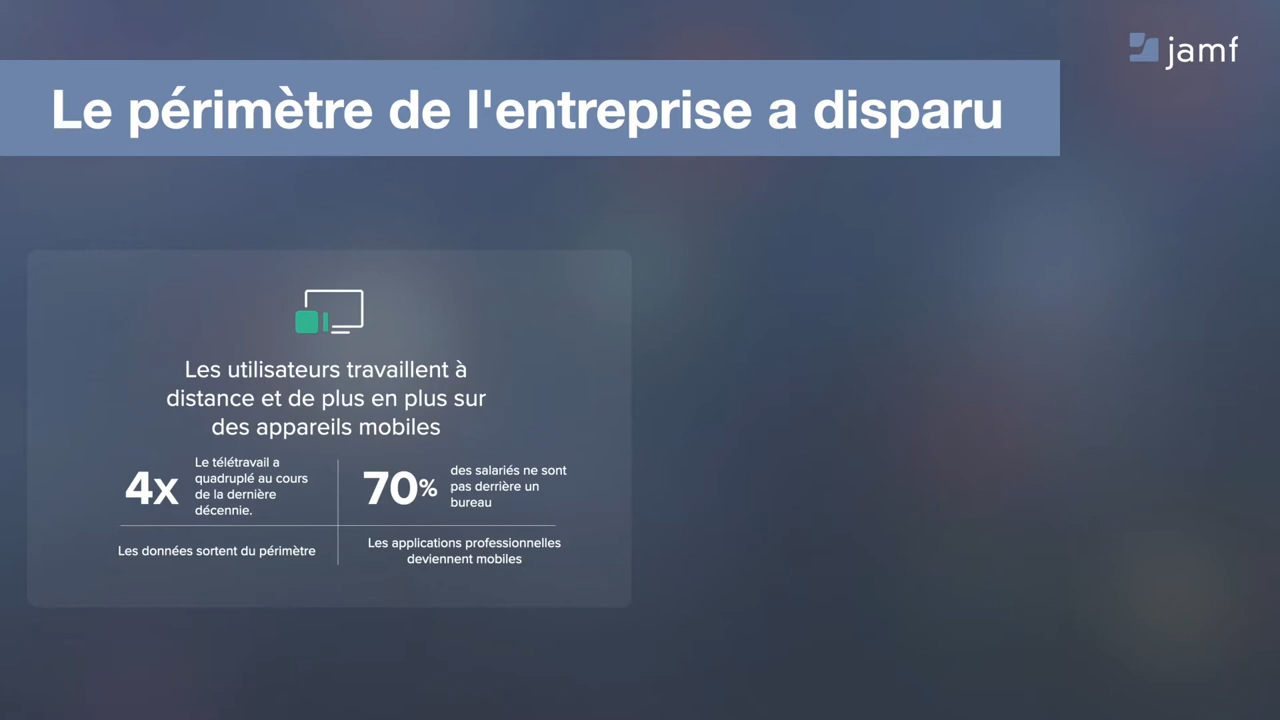 jamf
Le périmètre de l'entreprise a disparu
Les utilisateurs travaillent à
distance et de plus en plus sur
des appareils mobiles
4x
Le télétravail a
quadruplé au cours
de la dernière
décennie.
70%
des salariés ne sont
pas derrière un
bureau
Les données sortent du périmètre
Les applications professionnelles
deviennent mobiles